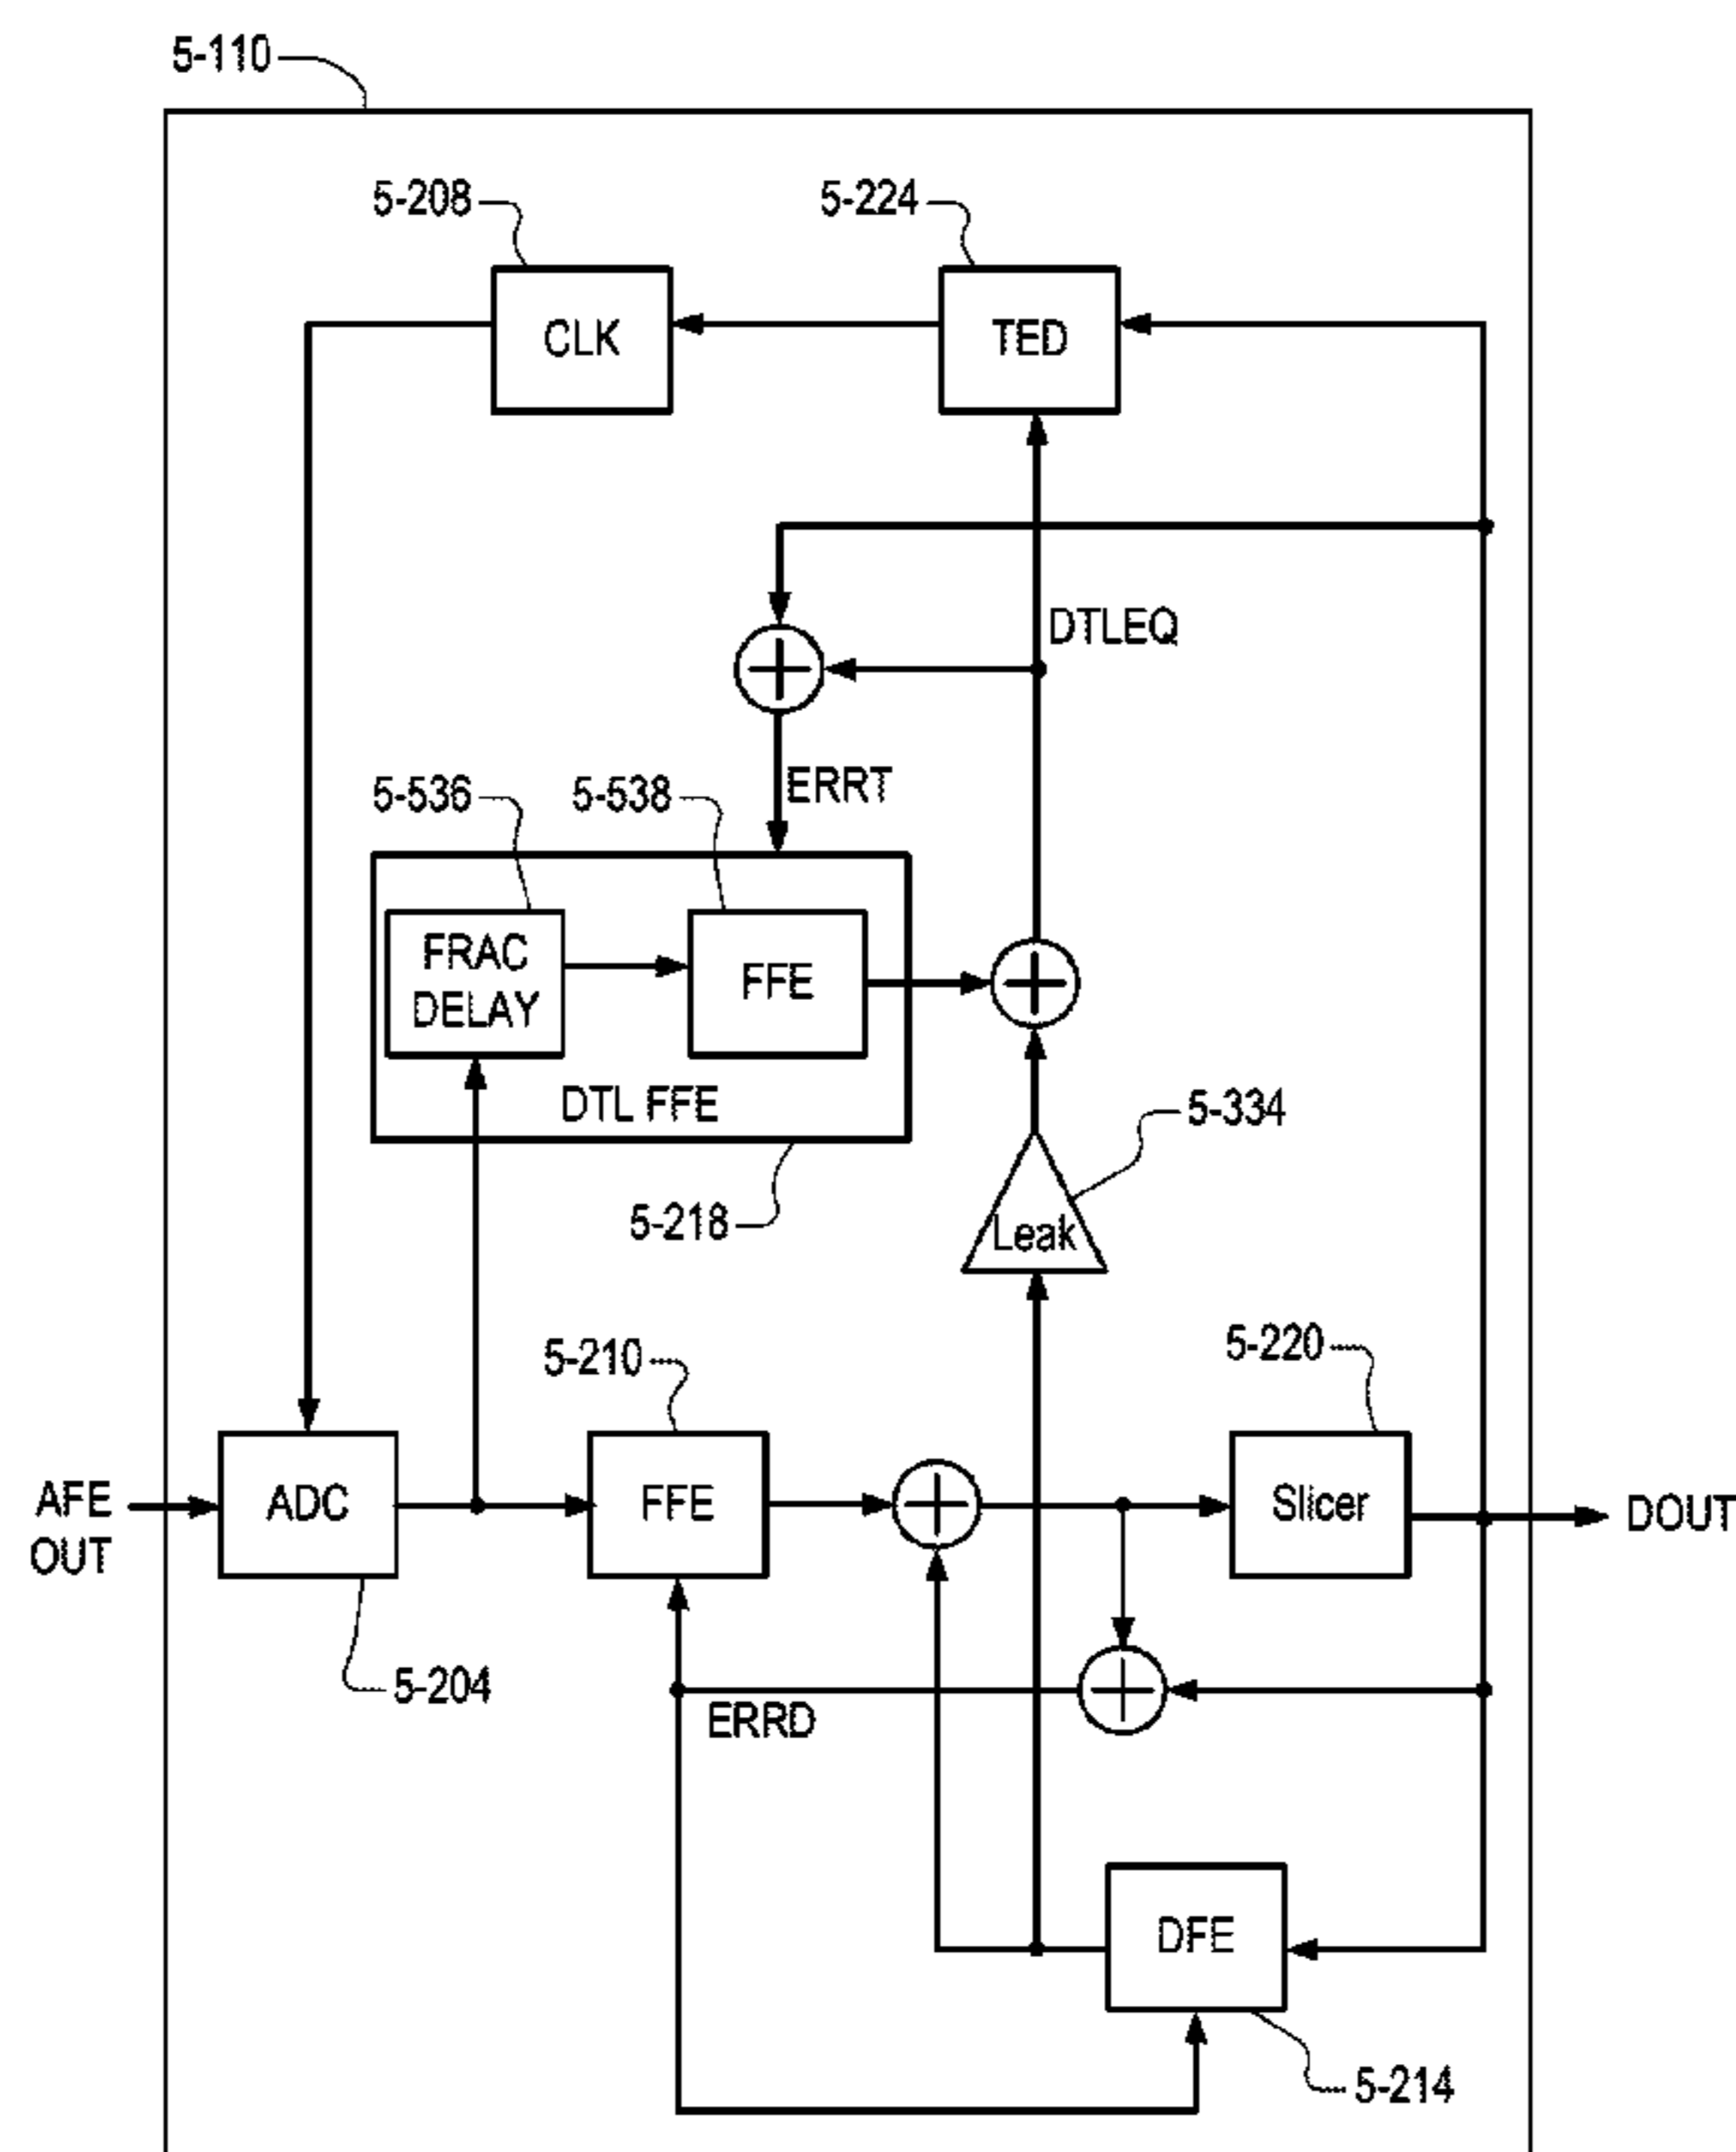 5-110
5-208
5-224
CLK
TED
DTLEQ
ERRT
5-536
5-538
FRAC
DELAY
FFE
DTL FFE
5-334
5-218
Leak
5-210
5-220
AFE
OUT
ADC
FFE
Slicer
DOUT
5-204
ERRD
DFE
5-214